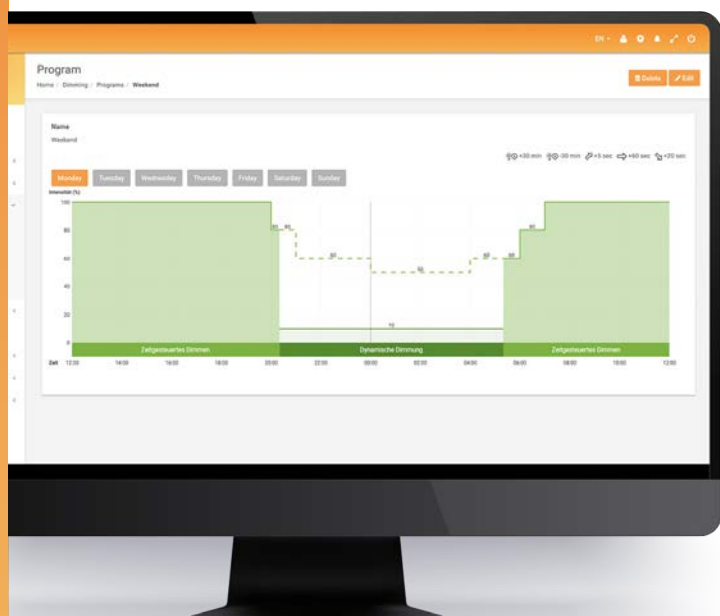 EN
Program
Home / Dimming / Programs / Weekend
Delete
Edit
Name
Weekend
+30 min -30 min +5 sec +60 sec +20 sec
Monday Tuesday Wednesday Thursday Friday Saturday Sunday
Intensität (%)
100
80
60
40
20
0
80 80
60
50
60 60
80
10
Zeitgesteuertes Dimmen
Dynamische Dimmung
Zeitgesteuertes Dimmen
Zeit 12:00 14:00 16:00 18:00 20:00 22:00 00:00 02:00 04:00 06:00 08:00 10:00 12:00